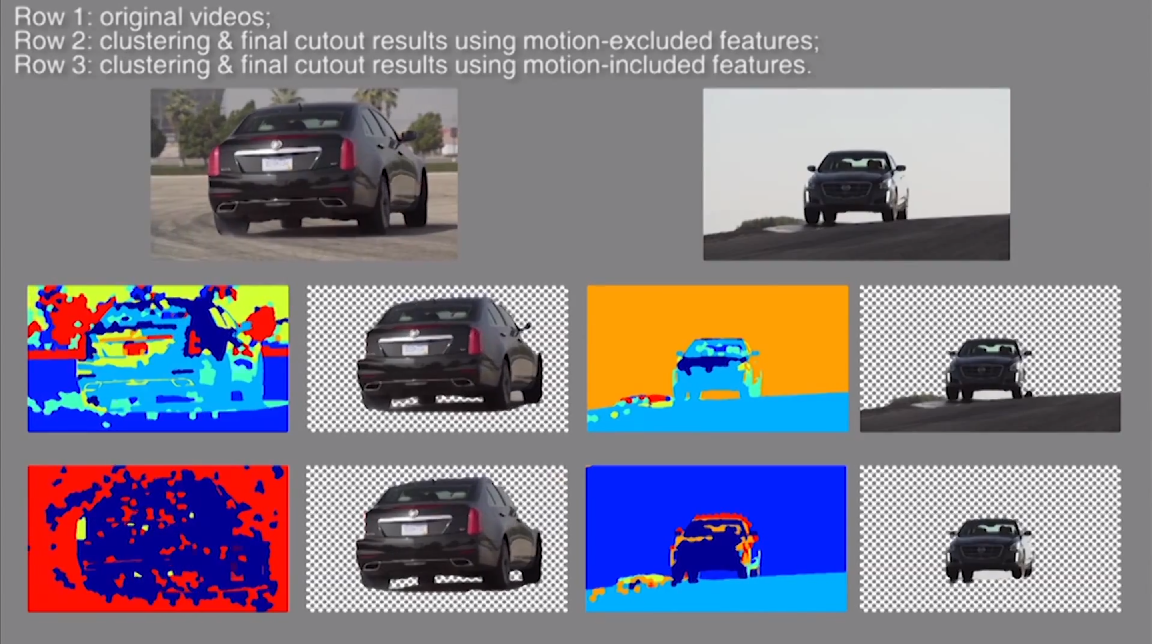 Row 1: original videos;
Row 2: clustering & final cutout results using motion-excluded features;
Row 3: clustering & final cutout results using motion-included features.